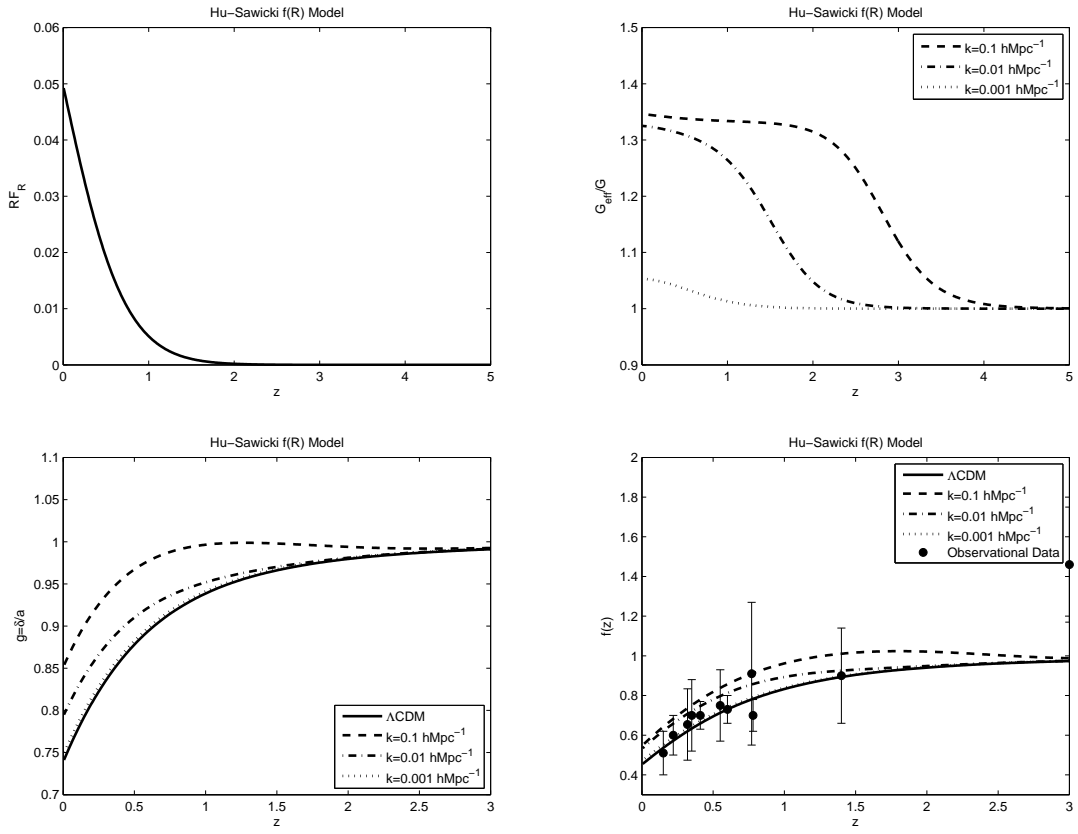 Hu−Sawicki f(R) Model
0.06
0.05
0.04
0.03
0.02
0.01
0
RF_R
0 1 2 3 4 5
z
Hu−Sawicki f(R) Model
1.5
1.4
1.3
1.2
1.1
1
0.9
G_eff/G
k=0.1 hMpc⁻¹
k=0.01 hMpc⁻¹
k=0.001 hMpc⁻¹
0 1 2 3 4 5
z
Hu−Sawicki f(R) Model
1.1
1.05
1
0.95
0.9
0.85
0.8
0.75
0.7
g=δ/a
ΛCDM
k=0.1 hMpc⁻¹
k=0.01 hMpc⁻¹
k=0.001 hMpc⁻¹
0 0.5 1 1.5 2 2.5 3
z
Hu−Sawicki f(R) Model
2
1.8
1.6
1.4
1.2
1
0.8
0.6
0.4
f(z)
ΛCDM
k=0.1 hMpc⁻¹
k=0.01 hMpc⁻¹
k=0.001 hMpc⁻¹
Observational Data
0 0.5 1 1.5 2 2.5 3
z